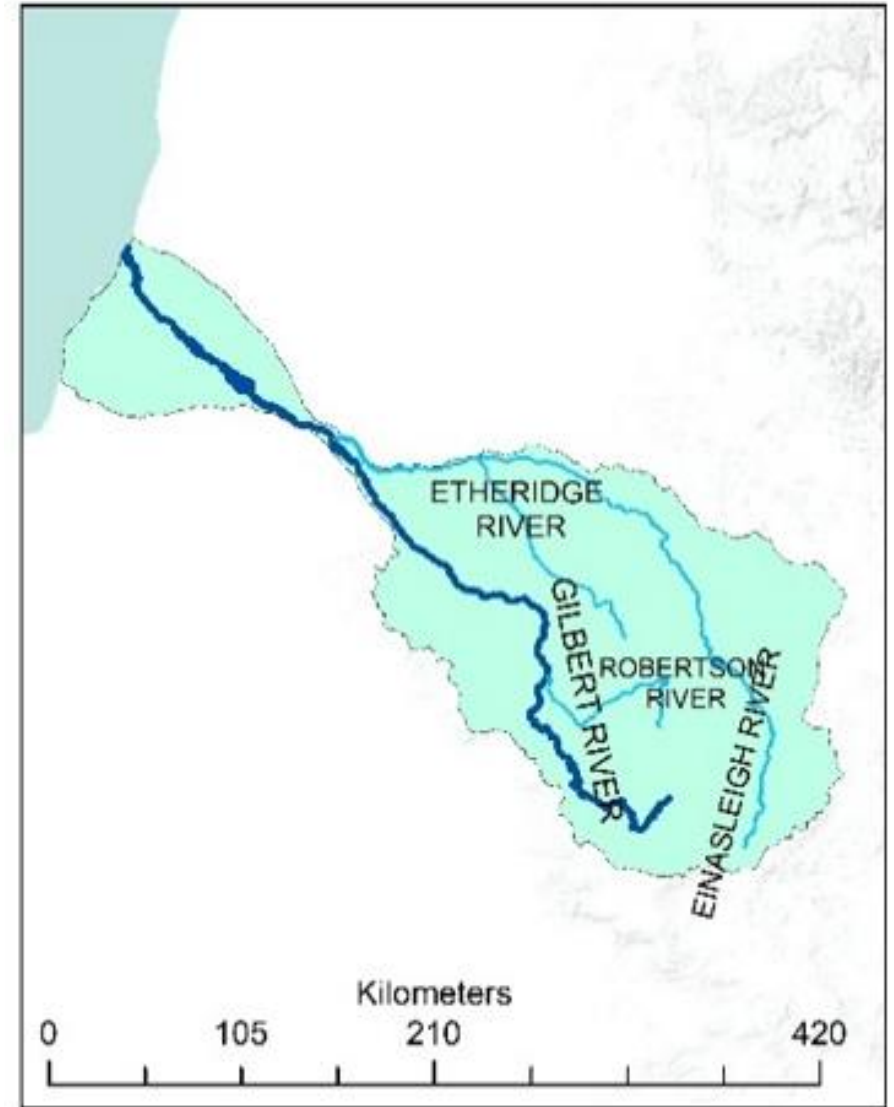 ETHERIDGE
RIVER
GILBERT RIVER
ROBERTSON
RIVER
EINASLEIGH RIVER
Kilometers
0 105 210 420